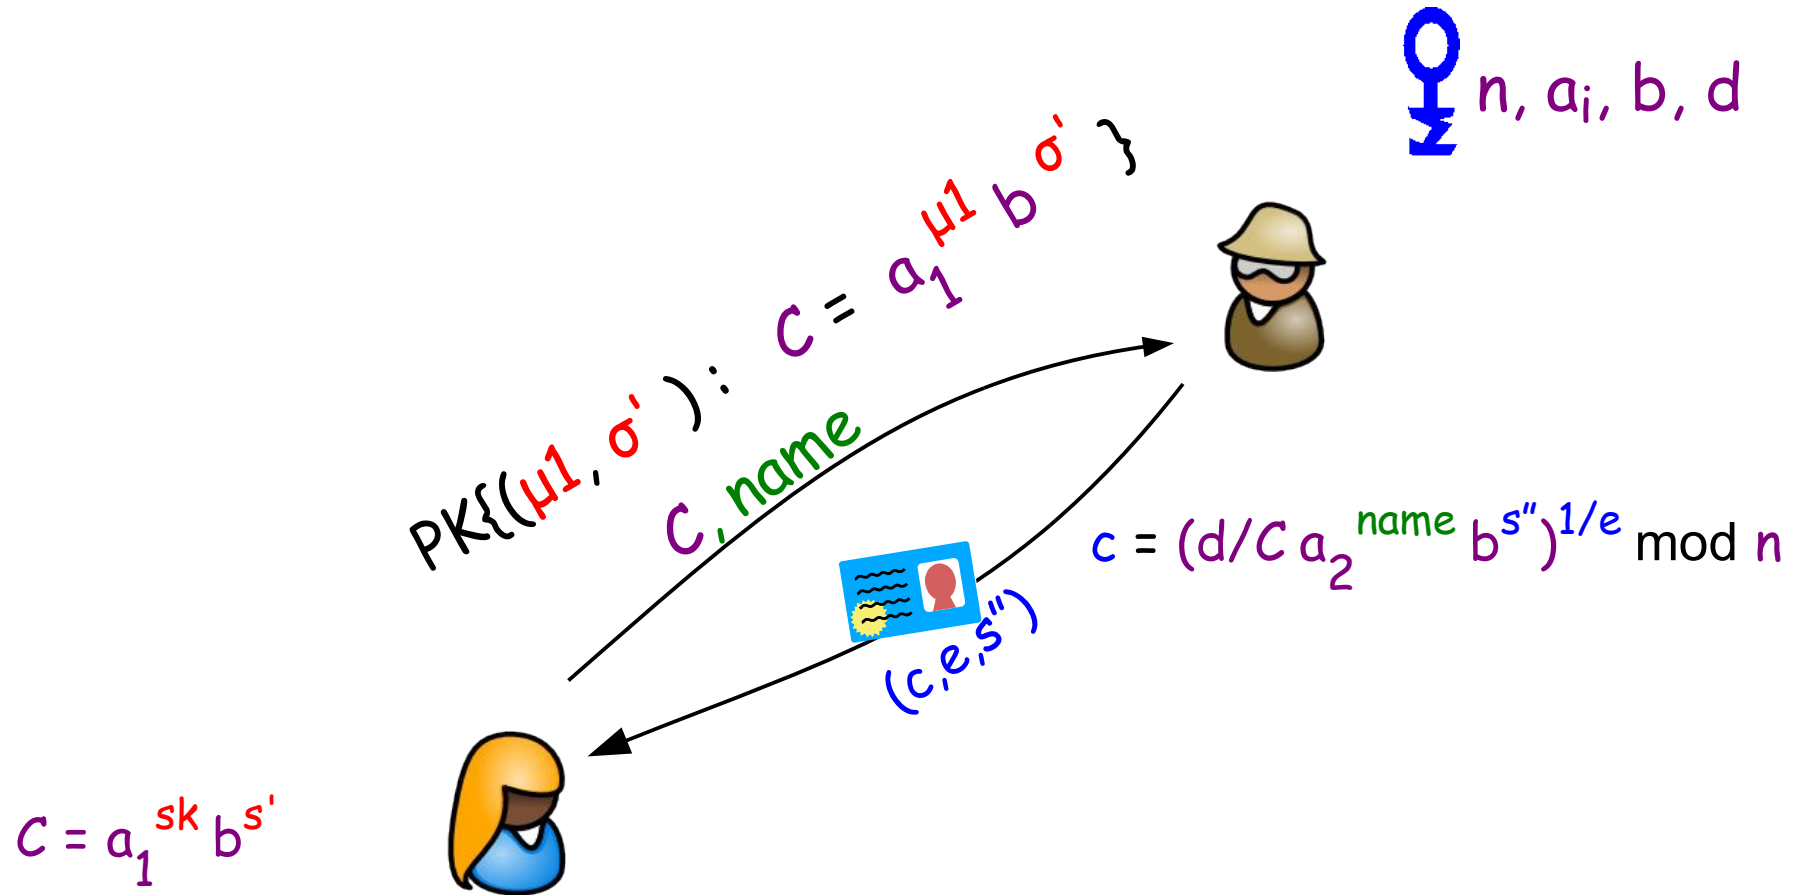 n, aᵢ, b, d
PK{(μ1, σ' ) : C = a₁^μ1 b^σ' }
C, name
c = (d/C a₂^name b^s")^1/e mod n
(c,e,s")
C = a₁^sk b^s'